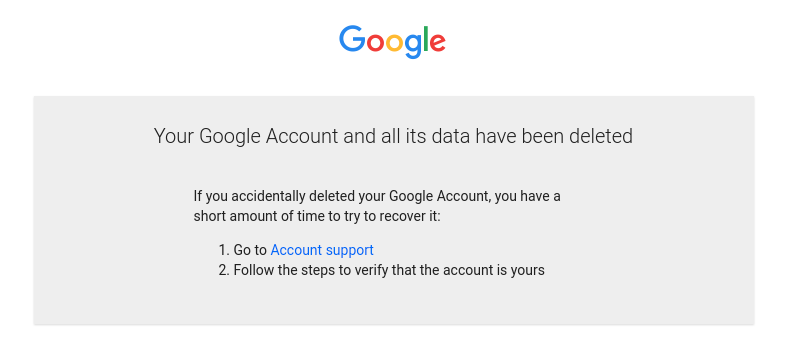 Google
Your Google Account and all its data have been deleted
If you accidentally deleted your Google Account, you have a
short amount of time to try to recover it:
1. Go to Account support
2. Follow the steps to verify that the account is yours